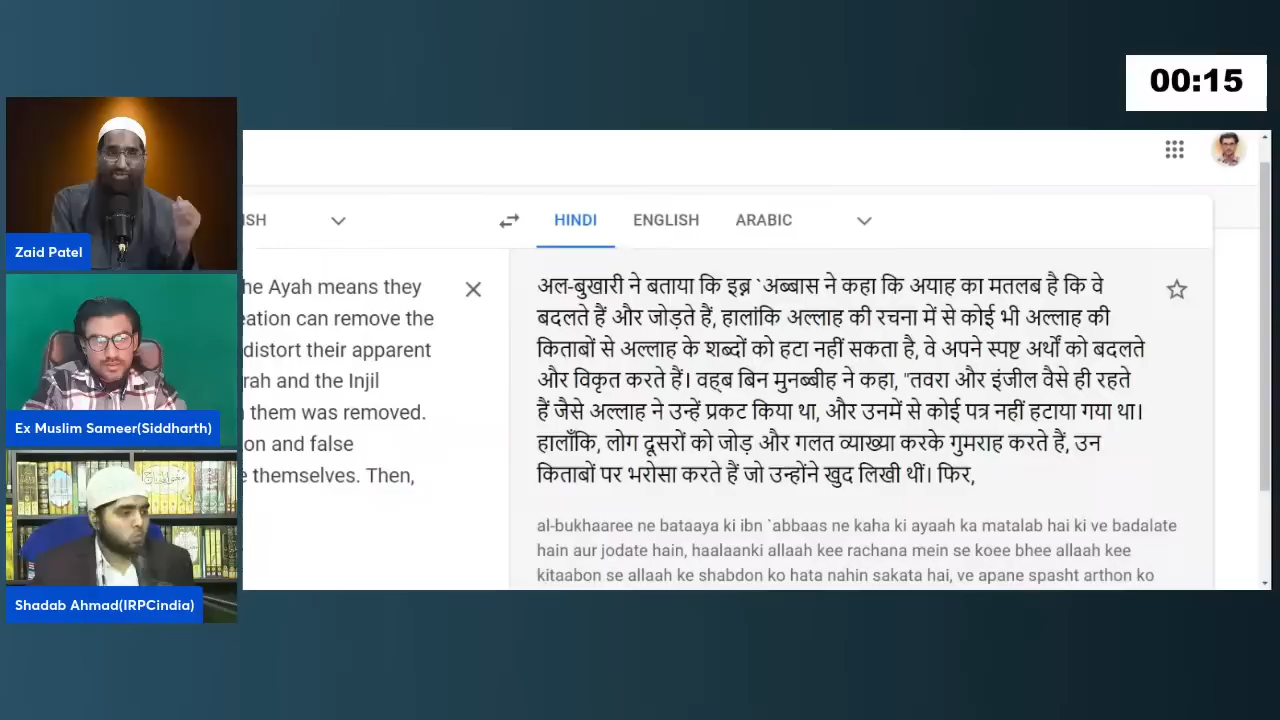 00:15
Zaid Patel
Ex Muslim Sameer(Siddharth)
Shadab Ahmad(IRPCindia)
ISH
HINDI ENGLISH ARABIC
he Ayah means they
eation can remove the
distort their apparent
rah and the Injil
them was removed.
on and false
e themselves. Then,
अल-बुखारी ने बताया कि इब्न `अब्बास ने कहा कि अयाह का मतलब है कि वे
बदलते हैं और जोड़ते हैं, हालांकि अल्लाह की रचना में से कोई भी अल्लाह की
किताबों से अल्लाह के शब्दों को हटा नहीं सकता है, वे अपने स्पष्ट अर्थों को बदलते
और विकृत करते हैं। वह्ब बिन मुनब्बीह ने कहा, "तवरा और इंजील वैसे ही रहते
हैं जैसे अल्लाह ने उन्हें प्रकट किया था, और उनमें से कोई पत्र नहीं हटाया गया था।
हालाँकि, लोग दूसरों को जोड़ और गलत व्याख्या करके गुमराह करते हैं, उन
किताबों पर भरोसा करते हैं जो उन्होंने खुद लिखी थीं। फिर,
al-bukhaaree ne bataaya ki ibn `abbaas ne kaha ki ayaah ka matalab hai ki ve badalate
hain aur jodate hain, haalaanki allaah kee rachana mein se koee bhee allaah kee
kitaabon se allaah ke shabdon ko hata nahin sakata hai, ve apane spasht arthon ko